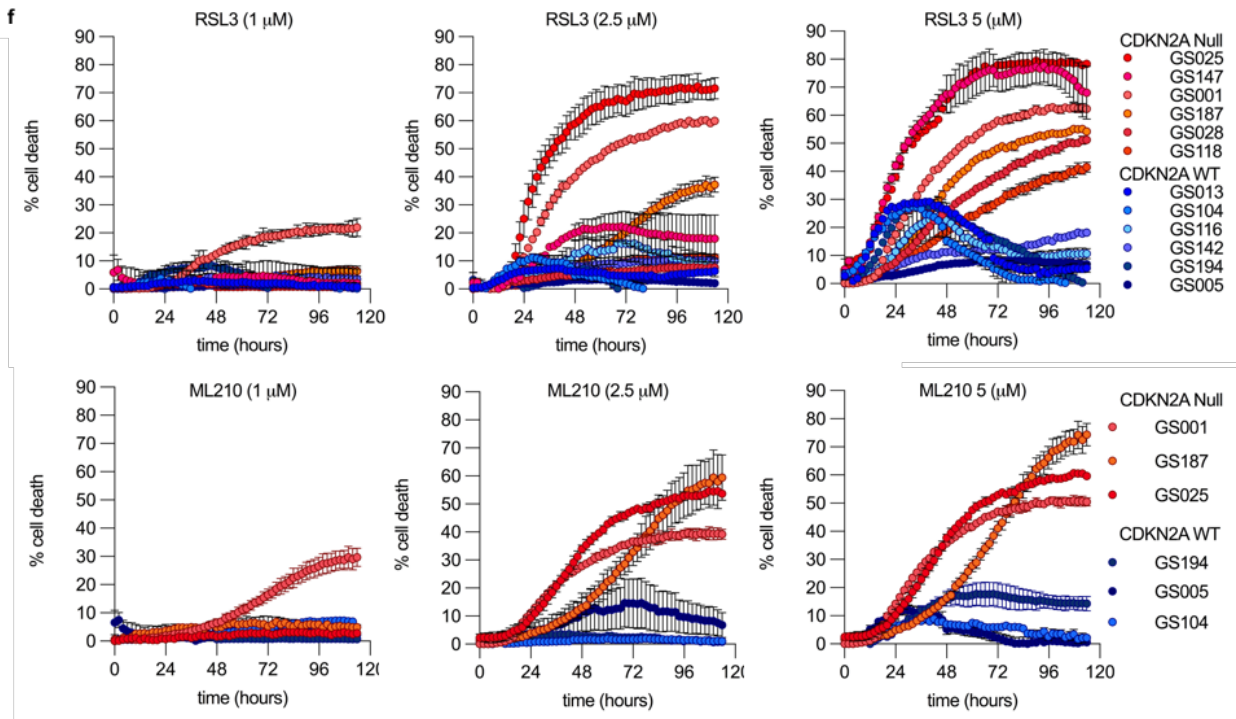 f
RSL3 (1 μM)
RSL3 (2.5 μM)
RSL3 5 (μM)
% cell death
90
80
70
60
50
40
30
20
10
0
0 24 48 72 96 120
time (hours)
% cell death
90
80
70
60
50
40
30
20
10
0
0 24 48 72 96 120
time (hours)
% cell death
90
80
70
60
50
40
30
20
10
0
0 24 48 72 96 120
time (hours)
CDKN2A Null
GS025
GS147
GS001
GS187
GS028
GS118
CDKN2A WT
GS013
GS104
GS142
GS194
GS005
ML210 (1 μM)
ML210 (2.5 μM)
ML210 5 (μM)
% cell death
90
80
70
60
50
40
30
20
10
0
0 24 48 72 96 120
time (hours)
% cell death
90
80
70
60
50
40
30
20
10
0
0 24 48 72 96 120
time (hours)
% cell death
90
80
70
60
50
40
30
20
10
0
0 24 48 72 96 120
time (hours)
CDKN2A Null
GS001
GS187
GS025
CDKN2A WT
GS194
GS005
GS104